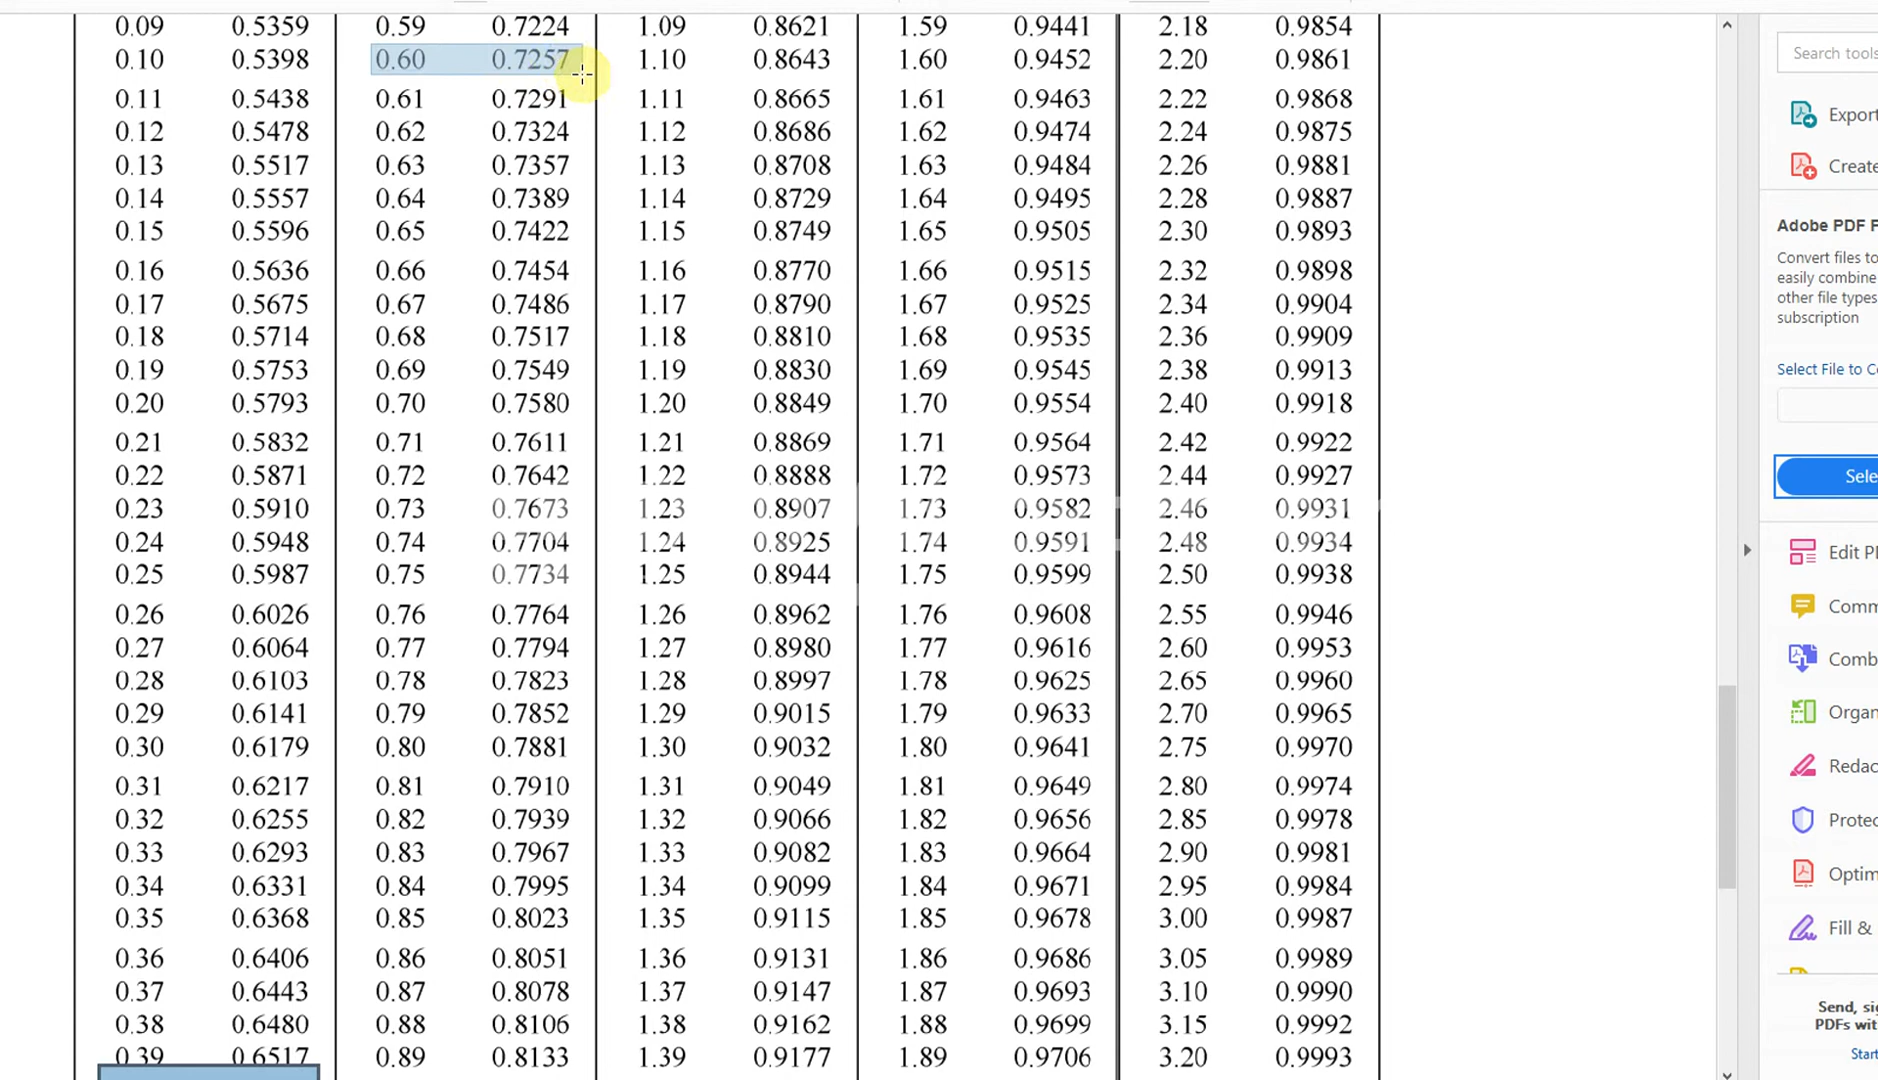 0.09 0.5359 0.59 0.7224 1.09 0.8621 1.59 0.9441 2.18 0.9854
0.10 0.5398 0.60 0.7257 1.10 0.8643 1.60 0.9452 2.20 0.9861
0.11 0.5438 0.61 0.7291 1.11 0.8665 1.61 0.9463 2.22 0.9868
0.12 0.5478 0.62 0.7324 1.12 0.8686 1.62 0.9474 2.24 0.9875
0.13 0.5517 0.63 0.7357 1.13 0.8708 1.63 0.9484 2.26 0.9881
0.14 0.5557 0.64 0.7389 1.14 0.8729 1.64 0.9495 2.28 0.9887
0.15 0.5596 0.65 0.7422 1.15 0.8749 1.65 0.9505 2.30 0.9893
0.16 0.5636 0.66 0.7454 1.16 0.8770 1.66 0.9515 2.32 0.9898
0.17 0.5675 0.67 0.7486 1.17 0.8790 1.67 0.9525 2.34 0.9904
0.18 0.5714 0.68 0.7517 1.18 0.8810 1.68 0.9535 2.36 0.9909
0.19 0.5753 0.69 0.7549 1.19 0.8830 1.69 0.9545 2.38 0.9913
0.20 0.5793 0.70 0.7580 1.20 0.8849 1.70 0.9554 2.40 0.9918
0.21 0.5832 0.71 0.7611 1.21 0.8869 1.71 0.9564 2.42 0.9922
0.22 0.5871 0.72 0.7642 1.22 0.8888 1.72 0.9573 2.44 0.9927
0.23 0.5910 0.73 0.7673 1.23 0.8907 1.73 0.9582 2.46 0.9931
0.24 0.5948 0.74 0.7704 1.24 0.8925 1.74 0.9591 2.48 0.9934
0.25 0.5987 0.75 0.7734 1.25 0.8944 1.75 0.9599 2.50 0.9938
0.26 0.6026 0.76 0.7764 1.26 0.8962 1.76 0.9608 2.55 0.9946
0.27 0.6064 0.77 0.7794 1.27 0.8980 1.77 0.9616 2.60 0.9953
0.28 0.6103 0.78 0.7823 1.28 0.8997 1.78 0.9625 2.65 0.9960
0.29 0.6141 0.79 0.7852 1.29 0.9015 1.79 0.9633 2.70 0.9965
0.30 0.6179 0.80 0.7881 1.30 0.9032 1.80 0.9641 2.75 0.9970
0.31 0.6217 0.81 0.7910 1.31 0.9049 1.81 0.9649 2.80 0.9974
0.32 0.6255 0.82 0.7939 1.32 0.9066 1.82 0.9656 2.85 0.9978
0.33 0.6293 0.83 0.7967 1.33 0.9082 1.83 0.9664 2.90 0.9981
0.34 0.6331 0.84 0.7995 1.34 0.9099 1.84 0.9671 2.95 0.9984
0.35 0.6368 0.85 0.8023 1.35 0.9115 1.85 0.9678 3.00 0.9987
0.36 0.6406 0.86 0.8051 1.36 0.9131 1.86 0.9686 3.05 0.9989
0.37 0.6443 0.87 0.8078 1.37 0.9147 1.87 0.9693 3.10 0.9990
0.38 0.6480 0.88 0.8106 1.38 0.9162 1.88 0.9699 3.15 0.9992
0.39 0.6517 0.89 0.8133 1.39 0.9177 1.89 0.9706 3.20 0.9993
Search tools
Export
Create
Adobe PDF P
Convert files to
easily combine
other file types
subscription
Select File to Co
Sele
Edit PD
Comm
Comb
Organ
Redac
Protec
Optim
Fill &
Send, sig
PDFs wit
Start